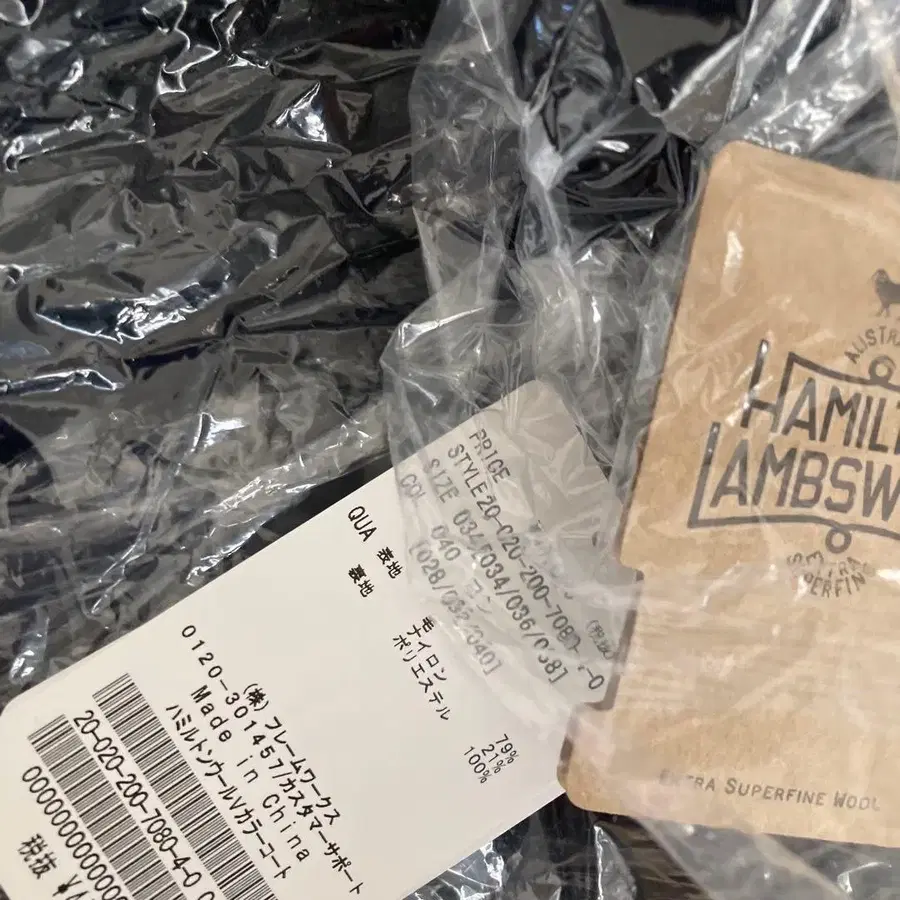 PRICE
STYLE 20-020-200-7080-
SIZE 034[034/036/038]
COL 040
[028/032/040]
QUA 表地 毛 79%
ナイロン 21%
裏地 ポリエステル 100%
(株)フレームワークス
0120-301457/カスタマーサポート
Made in China
ハミルトンウールVカラーコート
20-020-200-7080-4-0
税抜
AUSTRA
HAMILT
LAMBSW
EXTRA
SUPERFIN
EXTRA SUPERFINE WOOL